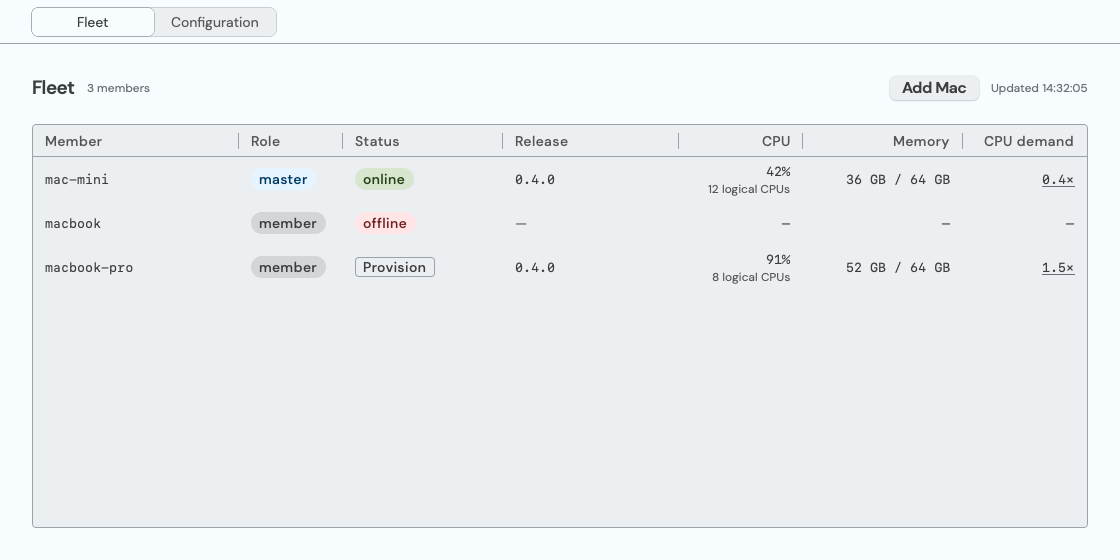 Fleet Configuration
Fleet 3 members Add Mac Updated 14:32:05
Member Role Status Release CPU Memory CPU demand
mac-mini master online 0.4.0 42% 12 logical CPUs 36 GB / 64 GB 0.4×
macbook member offline — — — —
macbook-pro member Provision 0.4.0 91% 8 logical CPUs 52 GB / 64 GB 1.5×